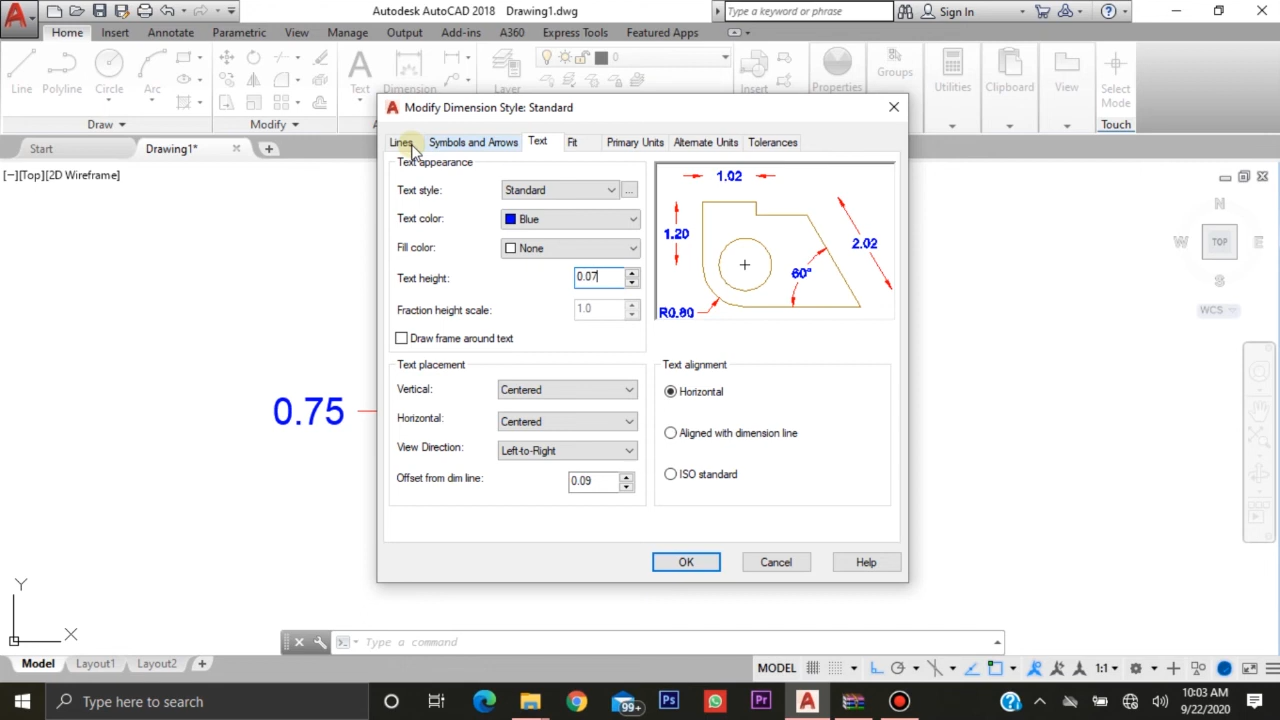 Autodesk AutoCAD 2018 Drawing1.dwg
Type a keyword or phrase
Sign In
Home Insert Annotate Parametric View Manage Output Add-ins A360 Express Tools Featured Apps
Line Polyline Circle Arc
Text Dimension
Layer
0
Insert
Properties
Groups
Utilities
Clipboard
View
Select
Mode
Draw
Modify
Touch
Start
Drawing1*
[−][Top][2D Wireframe]
Modify Dimension Style: Standard
Lines Symbols and Arrows Text Fit Primary Units Alternate Units Tolerances
Text appearance
Text style: Standard ...
Text color: Blue
Fill color: None
Text height: 0.07
Fraction height scale: 1.0
Draw frame around text
1.02
1.20
2.02
60°
R0.80
Text placement
Vertical: Centered
Horizontal: Centered
View Direction: Left-to-Right
Offset from dim line: 0.09
Text alignment
Horizontal
Aligned with dimension line
ISO standard
OK Cancel Help
N
W TOP E
S
WCS
0.75
Y
X
Type a command
Model Layout1 Layout2
MODEL
1:1
Type here to search
99+
Ps
Pr
A
10:03 AM
9/22/2020